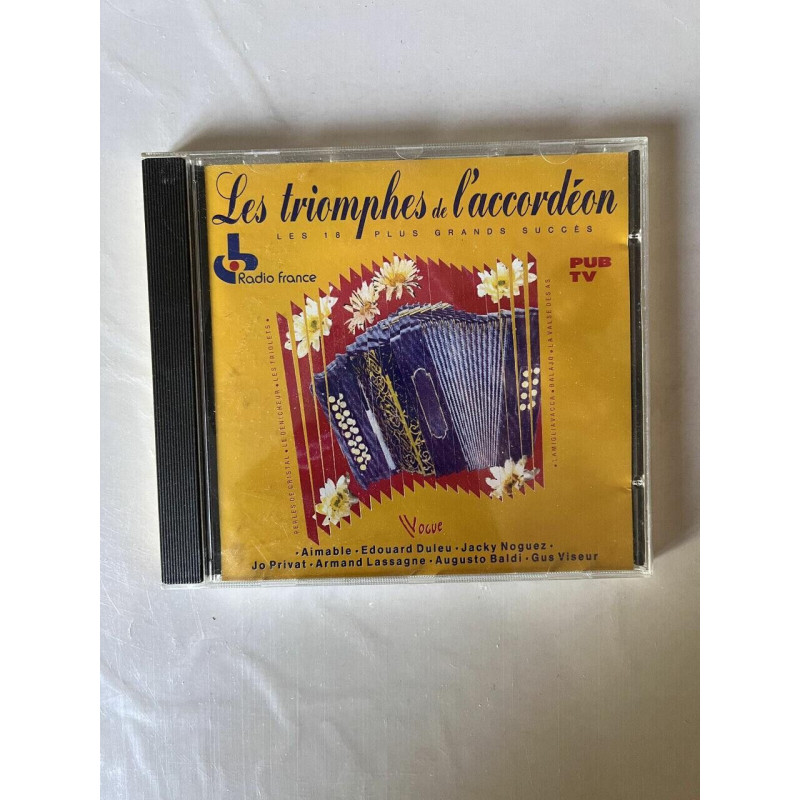 Les triomphes de l'accordéon
LES 18 PLUS GRANDS SUCCÈS
Radio france
PUB
TV
PERLES DE CRISTAL • LE DENICHEUR • LES TRIOLETS •
• LA MIGLIAVACCA • BALAJO • LA VALSE DES AS
Vogue
• Aimable • Edouard Duleu • Jacky Noguez •
Jo Privat • Armand Lassagne • Augusto Baldi • Gus Viseur